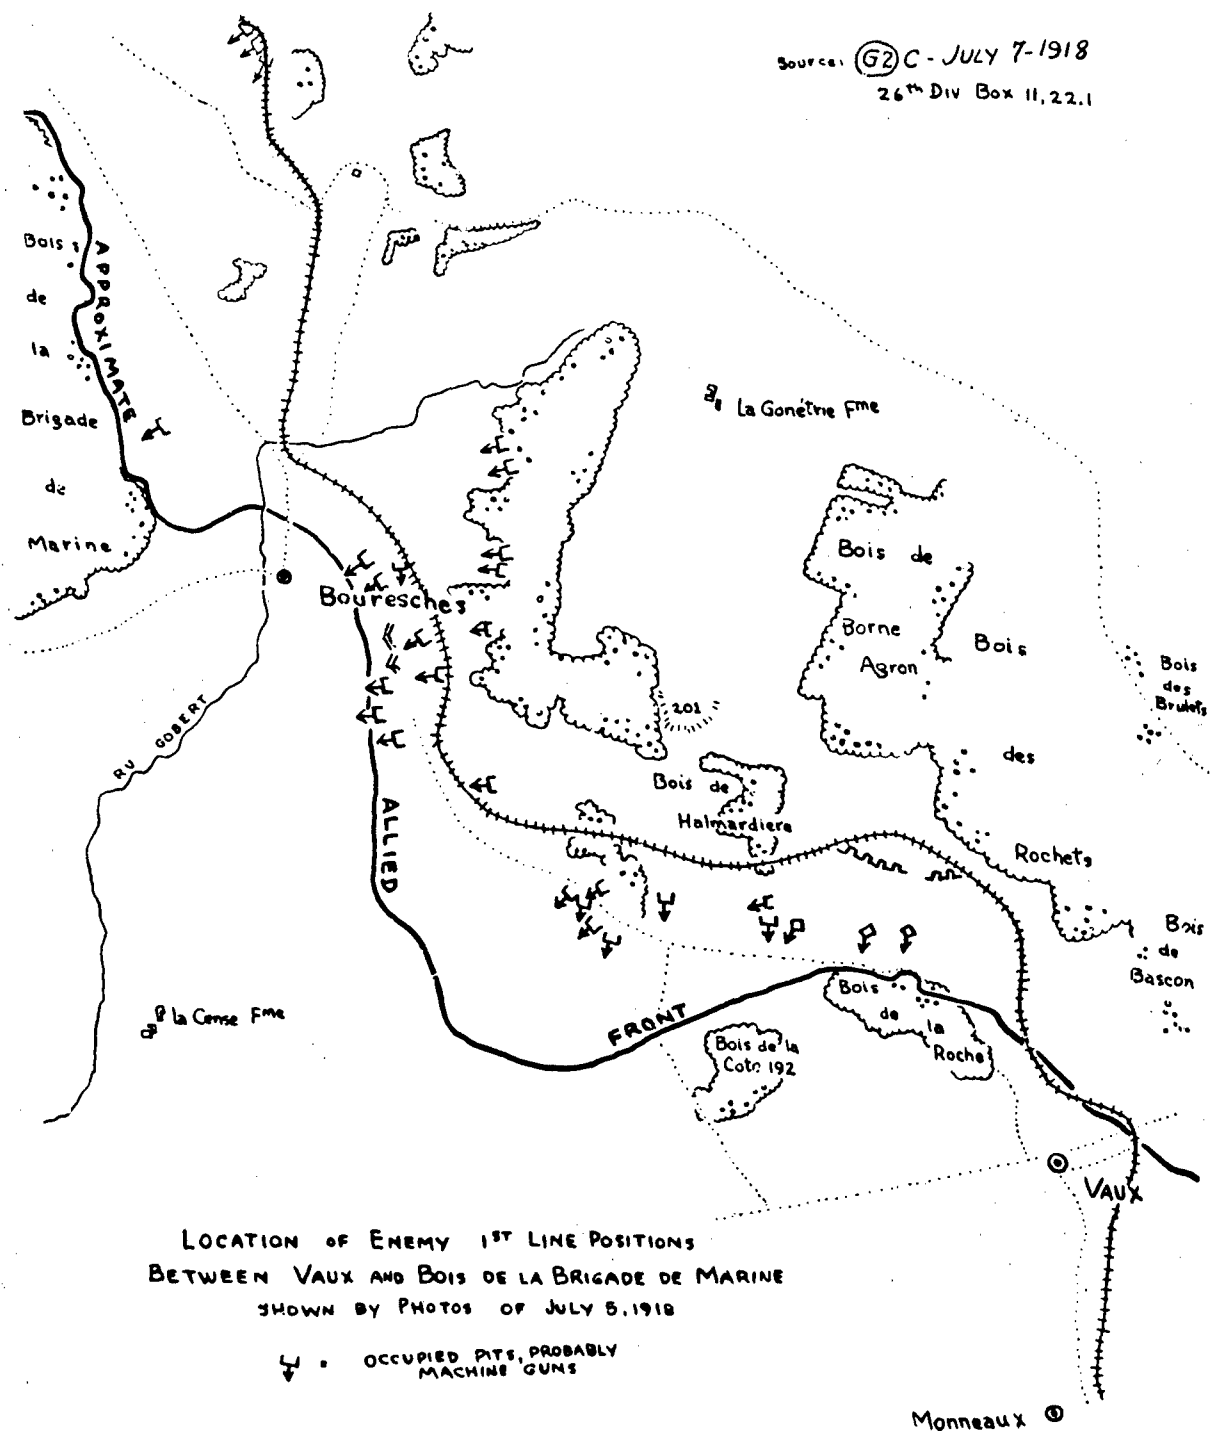 Source: G2 C - JULY 7-1918
26th Div Box 11, 22.1
Bois
de
la
Brigade
de
Marine
APPROXIMATE
La Gonétrie Fme
Bois de
Borne
Agron
Bois
des
Rochets
Bois
des
Brulets
Bouresches
201
Bois de
Halmardiere
RU GOBERT
ALLIED
FRONT
Bois
de
Bascon
la Cense Fme
Bois
de la
Roche
Bois de la
Cote 192
VAUX
LOCATION OF ENEMY 1ST LINE POSITIONS
BETWEEN VAUX AND BOIS DE LA BRIGADE DE MARINE
SHOWN BY PHOTOS OF JULY 5, 1918
= OCCUPIED PITS, PROBABLY
MACHINE GUNS
Monneaux